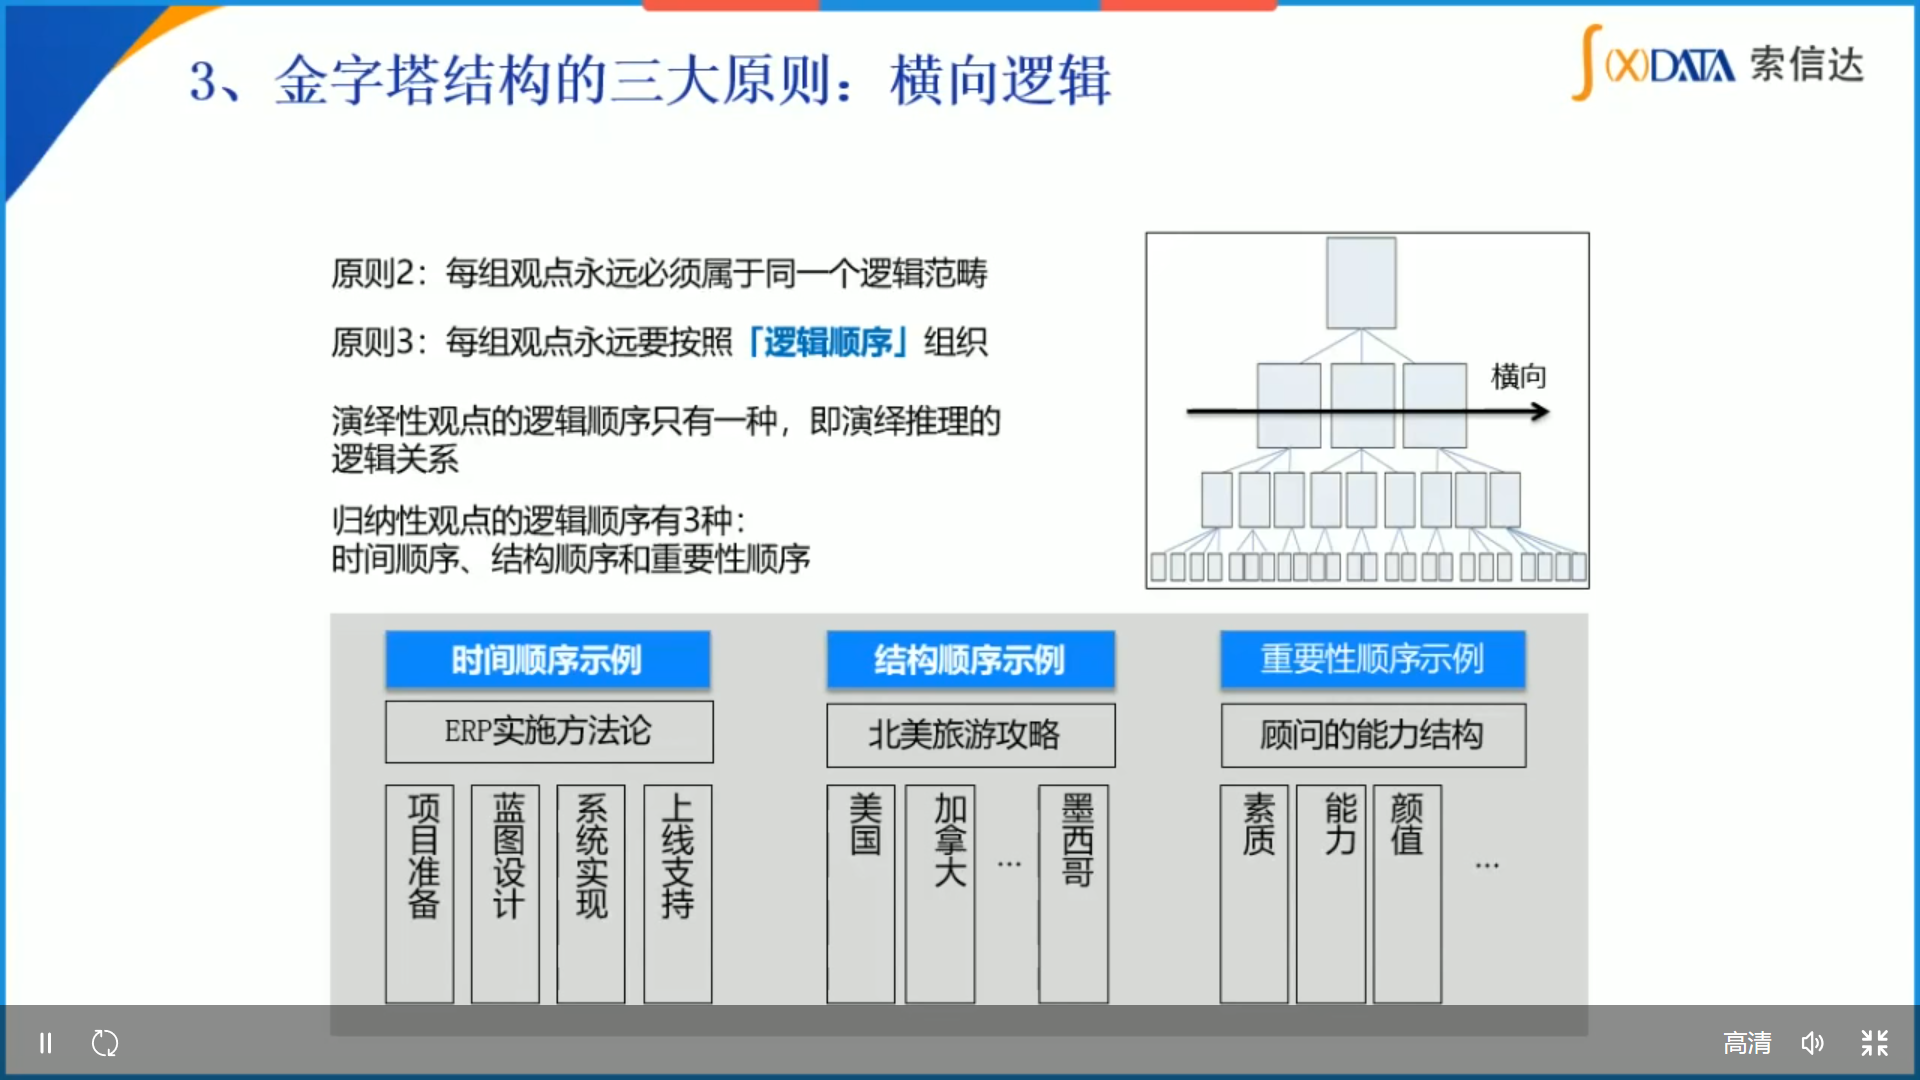 3、金字塔结构的三大原则：横向逻辑
∫(X)DATA 索信达
原则2：每组观点永远必须属于同一个逻辑范畴
原则3：每组观点永远要按照「逻辑顺序」组织
演绎性观点的逻辑顺序只有一种，即演绎推理的
逻辑关系
归纳性观点的逻辑顺序有3种：
时间顺序、结构顺序和重要性顺序
横向
时间顺序示例
ERP实施方法论
项目准备
蓝图设计
系统实现
上线支持
结构顺序示例
北美旅游攻略
美国
加拿大
…
墨西哥
重要性顺序示例
顾问的能力结构
素质
能力
颜值
…
高清